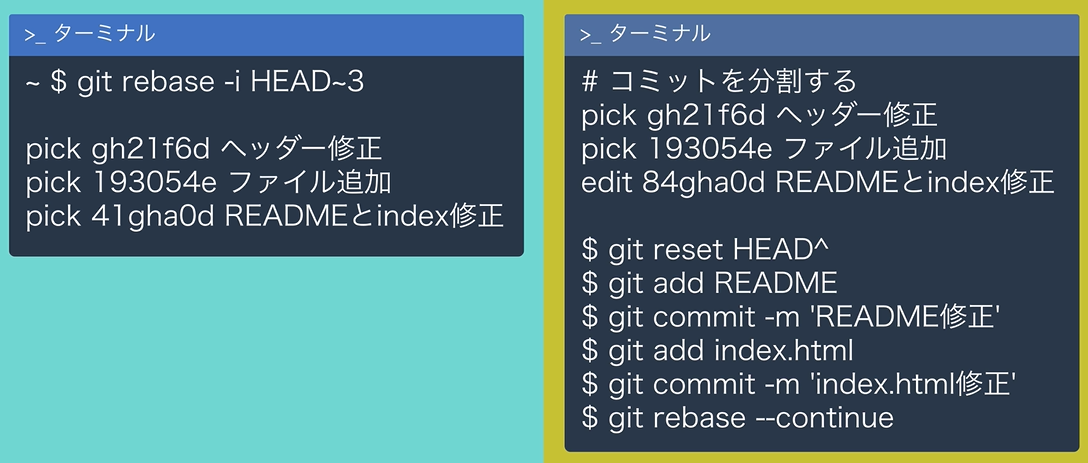 >_ ターミナル
~ $ git rebase -i HEAD~3
pick gh21f6d ヘッダー修正
pick 193054e ファイル追加
pick 41gha0d READMEとindex修正
>_ ターミナル
# コミットを分割する
pick gh21f6d ヘッダー修正
pick 193054e ファイル追加
edit 84gha0d READMEとindex修正
$ git reset HEAD^
$ git add README
$ git commit -m 'README修正'
$ git add index.html
$ git commit -m 'index.html修正'
$ git rebase --continue